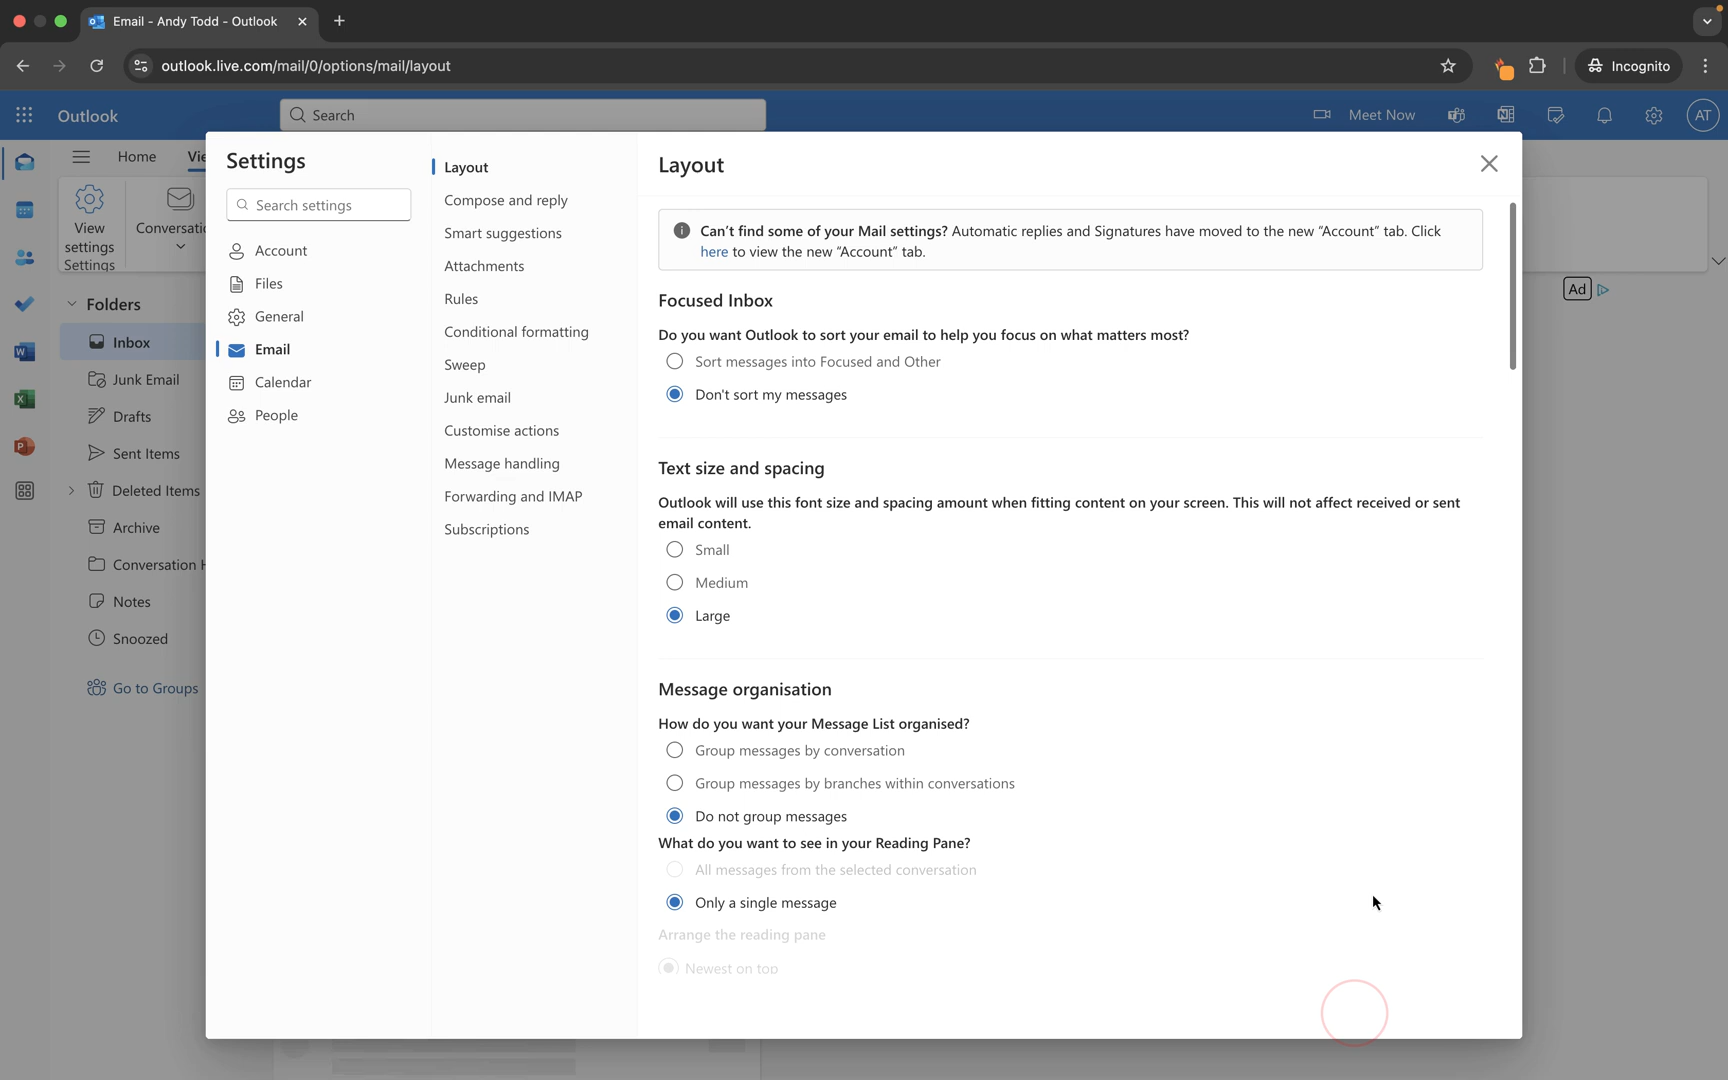 Email - Andy Todd - Outlook
outlook.live.com/mail/0/options/mail/layout
Incognito
Outlook
Search
Meet Now
AT
Home
View
settings
Settings
Folders
Inbox
Junk Email
Drafts
Sent Items
Deleted Items
Archive
Conversation H
Notes
Snoozed
Go to Groups
Settings
Search settings
Account
Files
General
Email
Calendar
People
Layout
Compose and reply
Smart suggestions
Attachments
Rules
Conditional formatting
Sweep
Junk email
Customise actions
Message handling
Forwarding and IMAP
Subscriptions
Layout
Can't find some of your Mail settings? Automatic replies and Signatures have moved to the new “Account” tab. Click
here to view the new “Account” tab.
Focused Inbox
Do you want Outlook to sort your email to help you focus on what matters most?
Sort messages into Focused and Other
Don't sort my messages
Text size and spacing
Outlook will use this font size and spacing amount when fitting content on your screen. This will not affect received or sent
email content.
Small
Medium
Large
Message organisation
How do you want your Message List organised?
Group messages by conversation
Group messages by branches within conversations
Do not group messages
What do you want to see in your Reading Pane?
All messages from the selected conversation
Only a single message
Arrange the reading pane
Newest on top
Ad